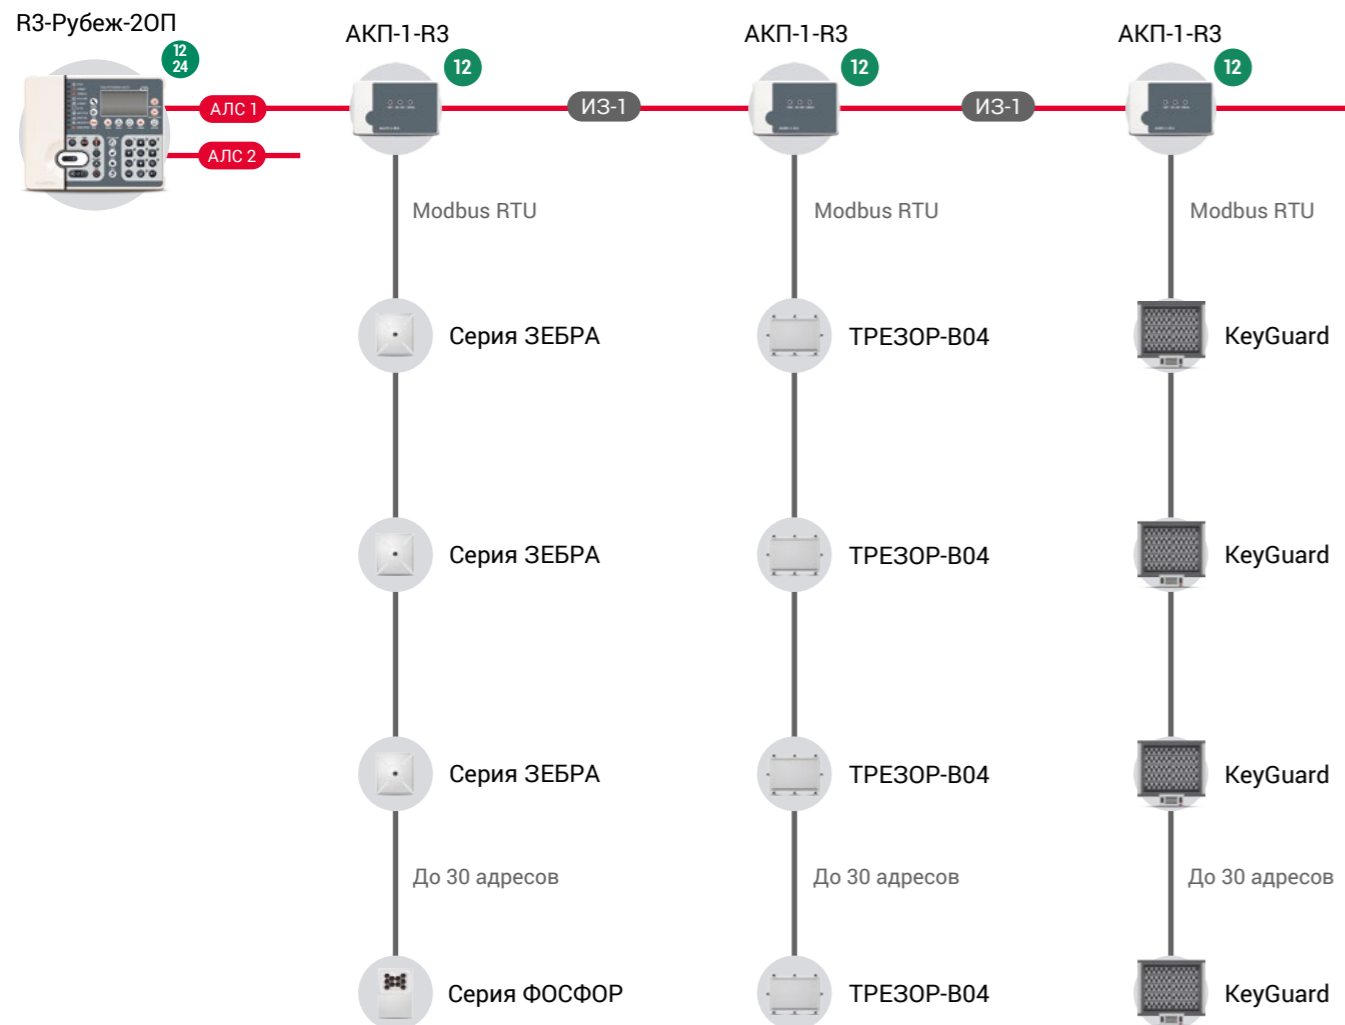 R3-Рубеж-2ОП
12
24
АКП-1-R3
12
АКП-1-R3
12
АКП-1-R3
12
АЛС 1
ИЗ-1
ИЗ-1
АЛС 2
Modbus RTU
Modbus RTU
Modbus RTU
Серия ЗЕБРА
ТРЕЗОР-В04
KeyGuard
Серия ЗЕБРА
ТРЕЗОР-В04
KeyGuard
Серия ЗЕБРА
ТРЕЗОР-В04
KeyGuard
До 30 адресов
До 30 адресов
До 30 адресов
Серия ФОСФОР
ТРЕЗОР-В04
KeyGuard